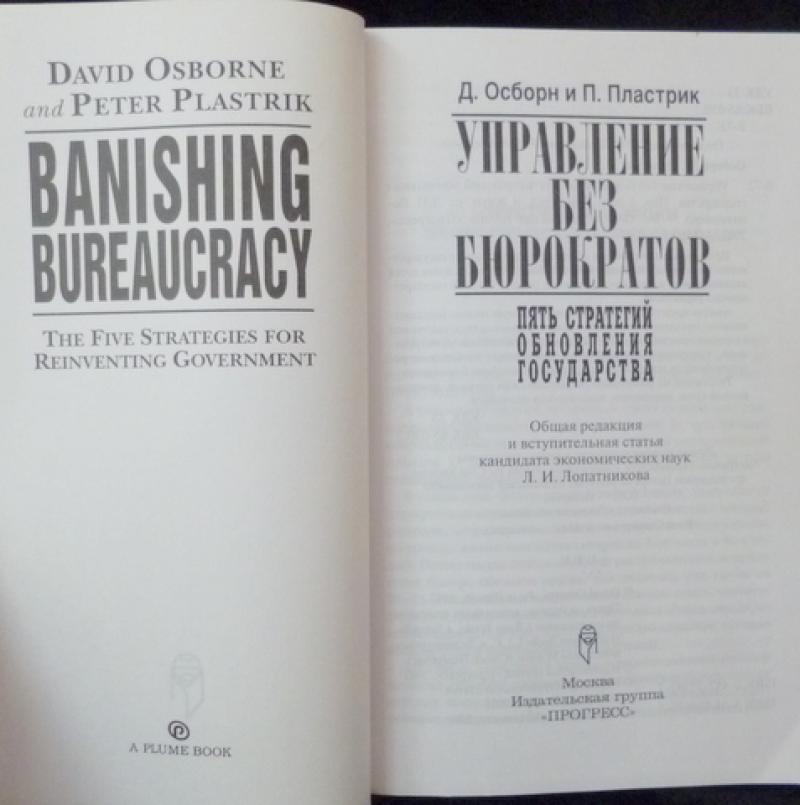 DAVID OSBORNE
and PETER PLASTRIK
BANISHING
BUREAUCRACY
THE FIVE STRATEGIES FOR
REINVENTING GOVERNMENT
A PLUME BOOK
Д. Осборн и П. Пластрик
УПРАВЛЕНИЕ
БЕЗ
БЮРОКРАТОВ
ПЯТЬ СТРАТЕГИЙ
ОБНОВЛЕНИЯ
ГОСУДАРСТВА
Общая редакция
и вступительная статья
кандидата экономических наук
Л. И. Лопатникова
Москва
Издательская группа
«ПРОГРЕСС»